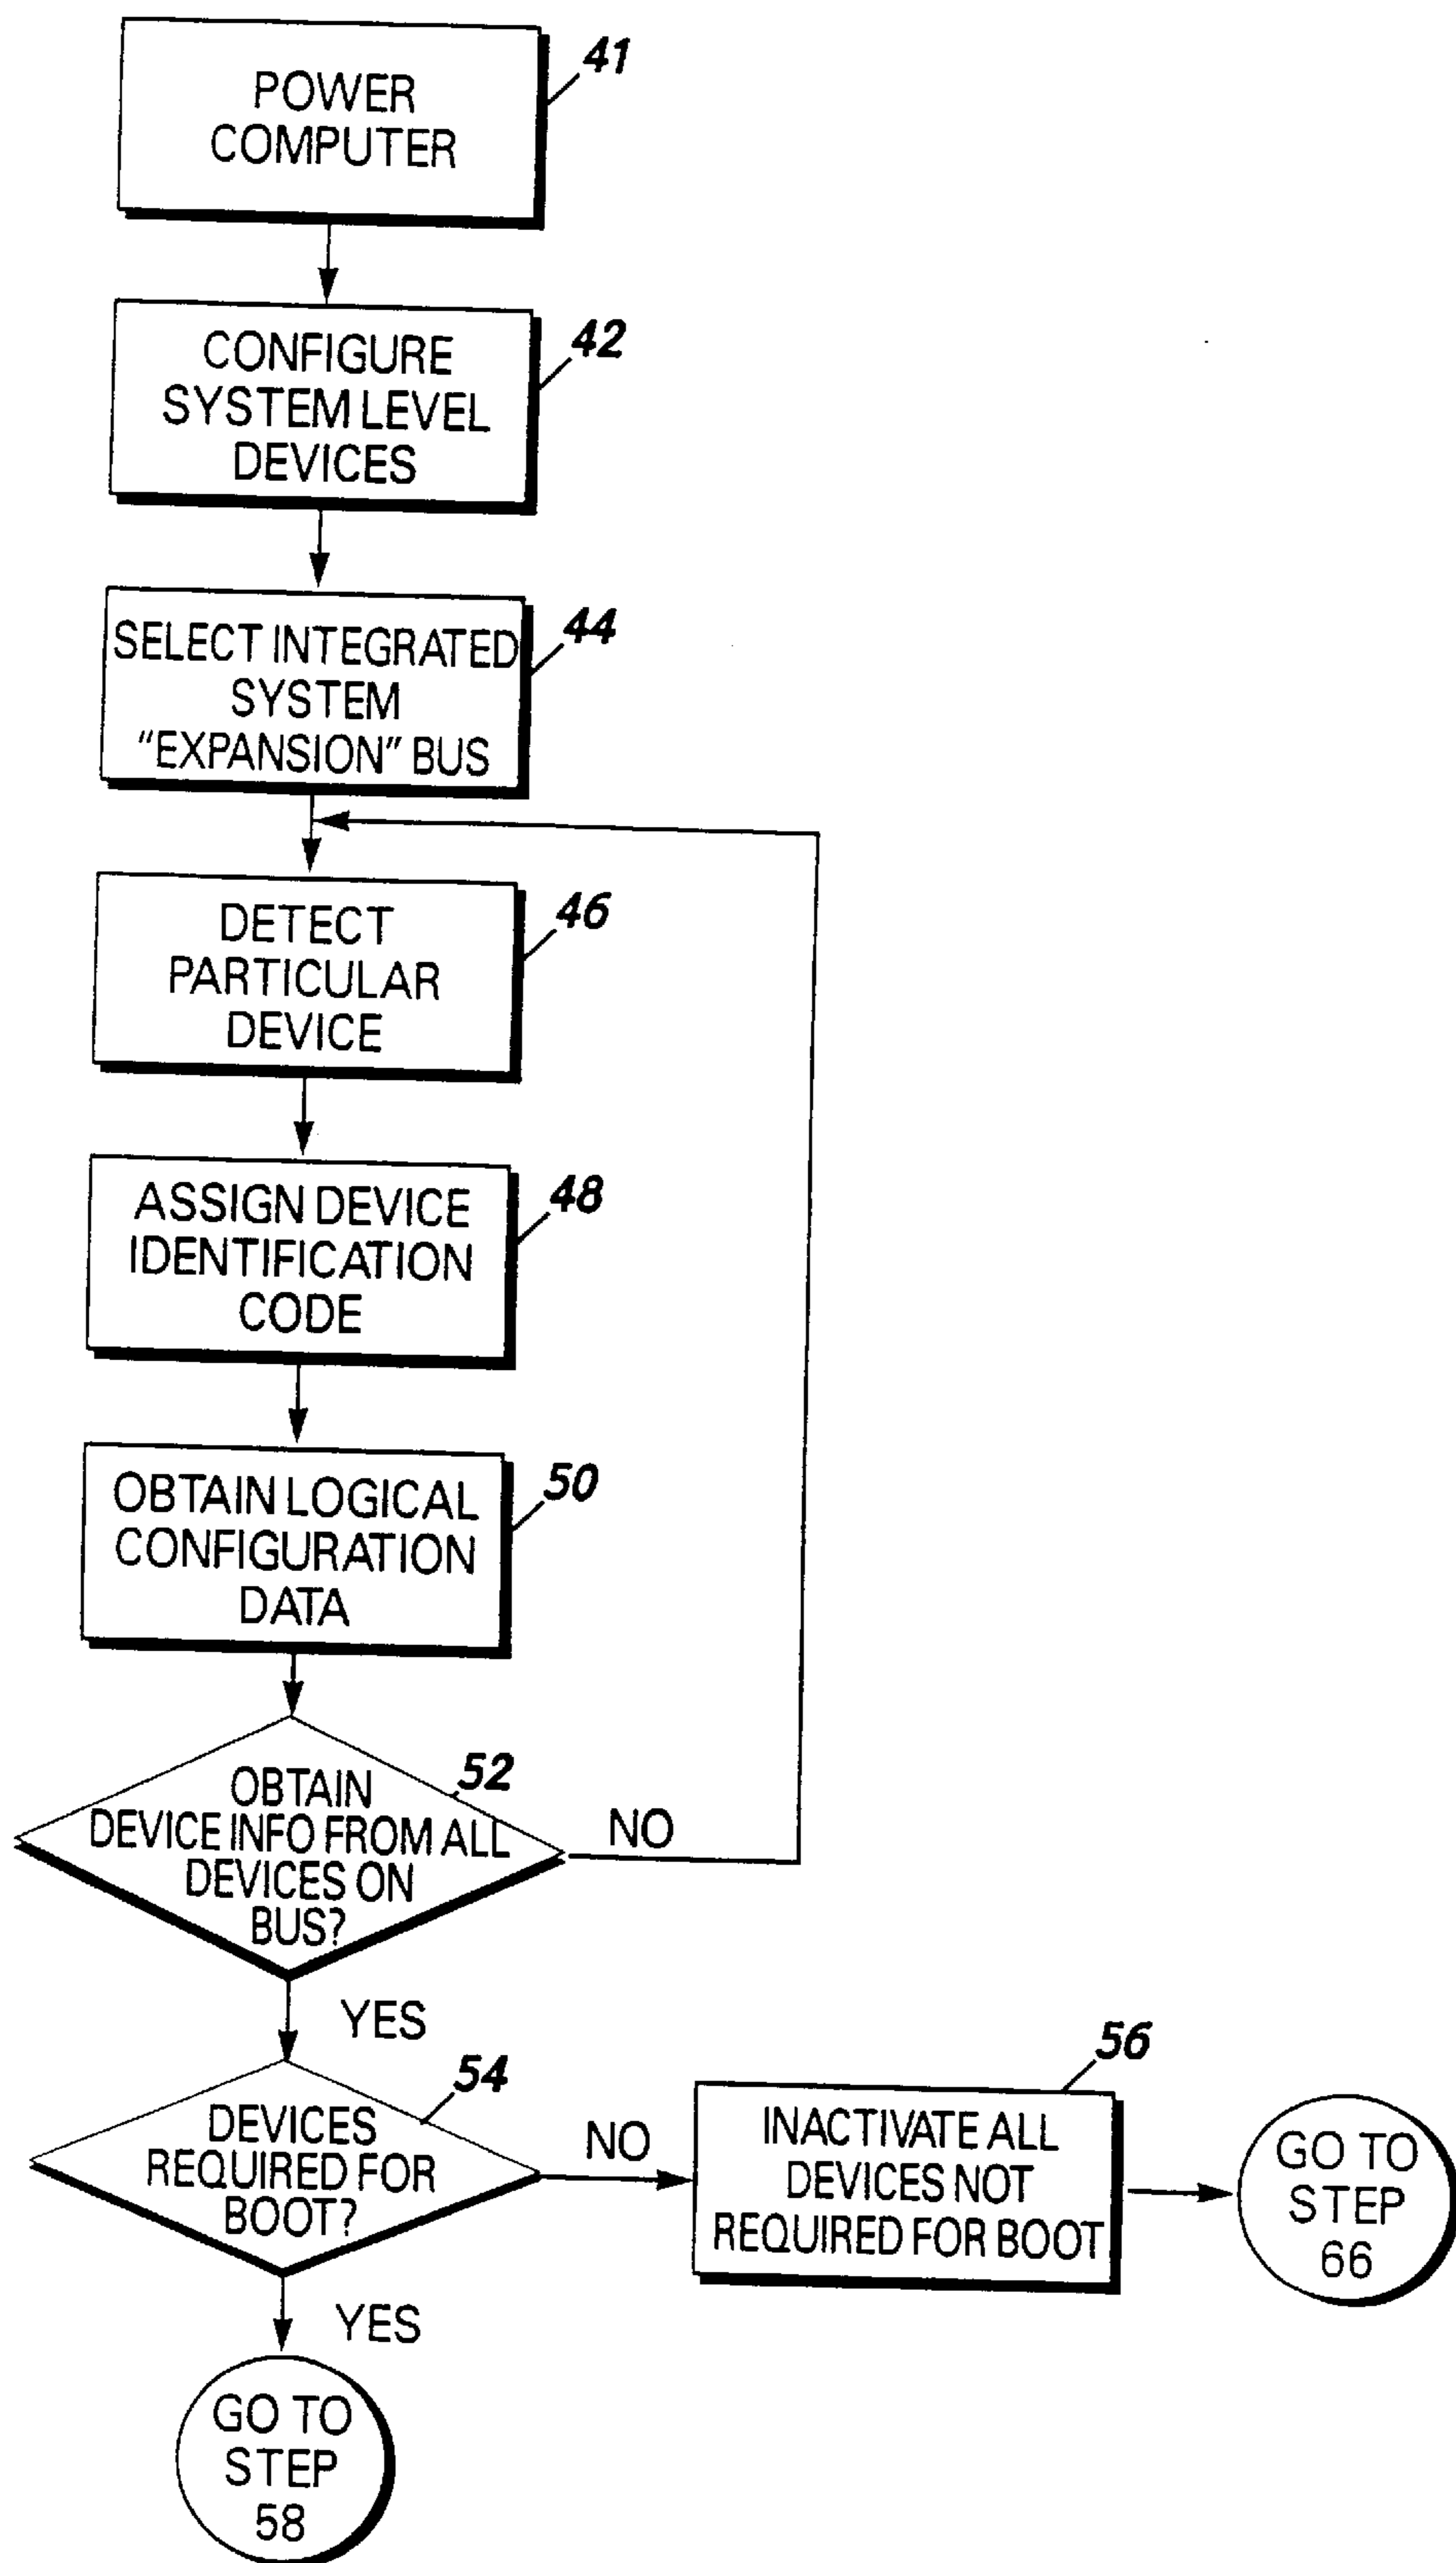 41
POWER
COMPUTER
42
CONFIGURE
SYSTEM LEVEL
DEVICES
44
SELECT INTEGRATED
SYSTEM
"EXPANSION" BUS
46
DETECT
PARTICULAR
DEVICE
48
ASSIGN DEVICE
IDENTIFICATION
CODE
50
OBTAIN LOGICAL
CONFIGURATION
DATA
52
OBTAIN
DEVICE INFO FROM ALL
DEVICES ON
BUS?
NO
YES
54
DEVICES
REQUIRED FOR
BOOT?
NO
56
INACTIVATE ALL
DEVICES NOT
REQUIRED FOR BOOT
GO TO
STEP
66
YES
GO TO
STEP
58